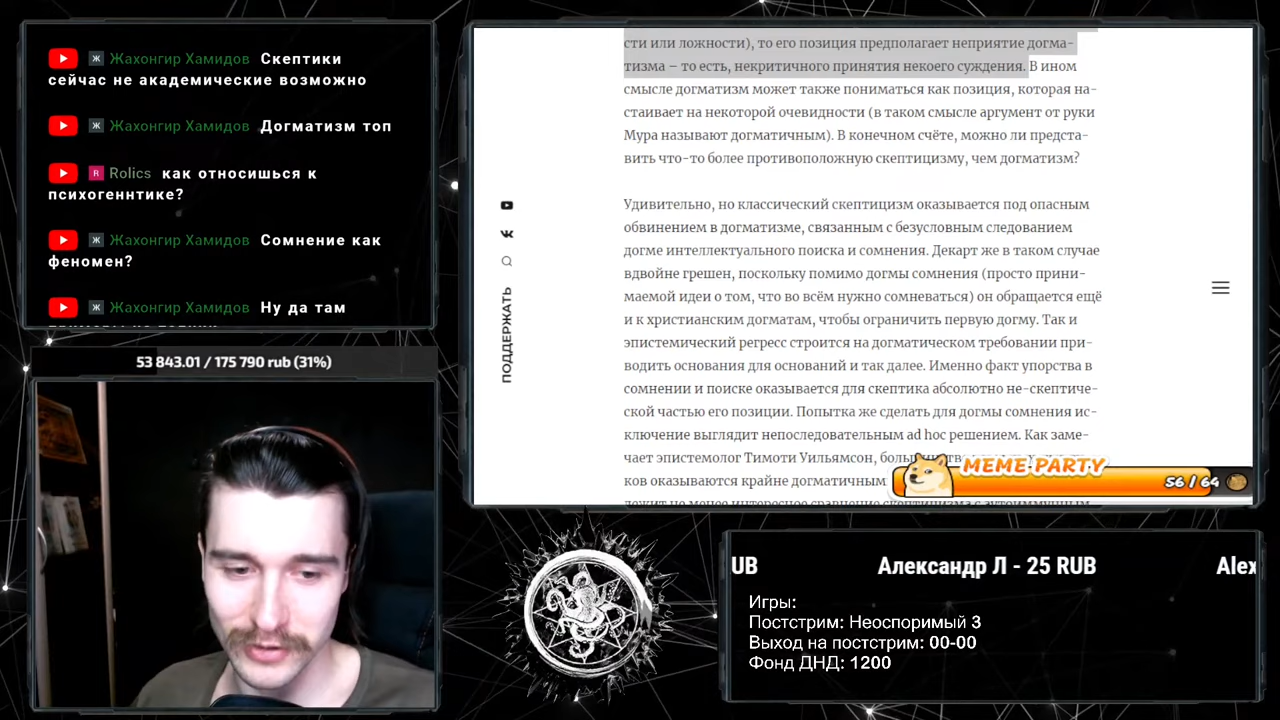 Жахонгир Хамидов Скептики
сейчас не академические возможно
Жахонгир Хамидов Догматизм топ
Rolics как относишься к
психогеннтике?
Жахонгир Хамидов Сомнение как
феномен?
Жахонгир Хамидов Ну да там
53 843.01 / 175 790 rub (31%)
ПОДДЕРЖАТЬ
сти или ложности), то его позиция предполагает неприятие догма-
тизма – то есть, некритичного принятия некоего суждения. В ином
смысле догматизм может также пониматься как позиция, которая на-
стаивает на некоторой очевидности (в таком смысле аргумент от руки
Мура называют догматичным). В конечном счёте, можно ли предста-
вить что-то более противоположную скептицизму, чем догматизм?
Удивительно, но классический скептицизм оказывается под опасным
обвинением в догматизме, связанным с безусловным следованием
догме интеллектуального поиска и сомнения. Декарт же в таком случае
вдвойне грешен, поскольку помимо догмы сомнения (просто прини-
маемой идеи о том, что во всём нужно сомневаться) он обращается ещё
и к христианским догматам, чтобы ограничить первую догму. Так и
эпистемический регресс строится на догматическом требовании при-
водить основания для оснований и так далее. Именно факт упорства в
сомнении и поиске оказывается для скептика абсолютно не-скептиче-
ской частью его позиции. Попытка же сделать для догмы сомнения ис-
ключение выглядит непоследовательным ad hoc решением. Как заме-
чает эпистемолог Тимоти Уильямсон,
ков оказываются крайне догматичным
лежит не менее интересное сравнение скептицизма с аутоиммунным
MEME PARTY
56 / 64
UB Александр Л - 25 RUB Alex
Игры:
Постстрим: Неоспоримый 3
Выход на постстрим: 00-00
Фонд ДНД: 1200